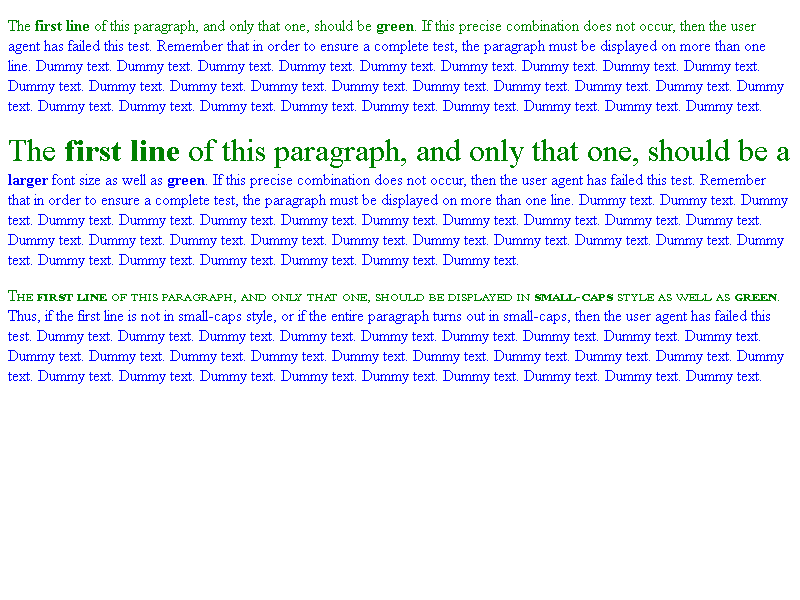 The first line of this paragraph, and only that one, should be green. If this precise combination does not occur, then the user
agent has failed this test. Remember that in order to ensure a complete test, the paragraph must be displayed on more than one
line. Dummy text. Dummy text. Dummy text. Dummy text. Dummy text. Dummy text. Dummy text. Dummy text. Dummy text.
Dummy text. Dummy text. Dummy text. Dummy text. Dummy text. Dummy text. Dummy text. Dummy text. Dummy text. Dummy
text. Dummy text. Dummy text. Dummy text. Dummy text. Dummy text. Dummy text. Dummy text. Dummy text. Dummy text.
The first line of this paragraph, and only that one, should be a
larger font size as well as green. If this precise combination does not occur, then the user agent has failed this test. Remember
that in order to ensure a complete test, the paragraph must be displayed on more than one line. Dummy text. Dummy text. Dummy
text. Dummy text. Dummy text. Dummy text. Dummy text. Dummy text. Dummy text. Dummy text. Dummy text. Dummy text.
Dummy text. Dummy text. Dummy text. Dummy text. Dummy text. Dummy text. Dummy text. Dummy text. Dummy text. Dummy
text. Dummy text. Dummy text. Dummy text. Dummy text. Dummy text. Dummy text.
The first line of this paragraph, and only that one, should be displayed in small-caps style as well as green.
Thus, if the first line is not in small-caps style, or if the entire paragraph turns out in small-caps, then the user agent has failed this
test. Dummy text. Dummy text. Dummy text. Dummy text. Dummy text. Dummy text. Dummy text. Dummy text. Dummy text.
Dummy text. Dummy text. Dummy text. Dummy text. Dummy text. Dummy text. Dummy text. Dummy text. Dummy text. Dummy
text. Dummy text. Dummy text. Dummy text. Dummy text. Dummy text. Dummy text. Dummy text. Dummy text. Dummy text.